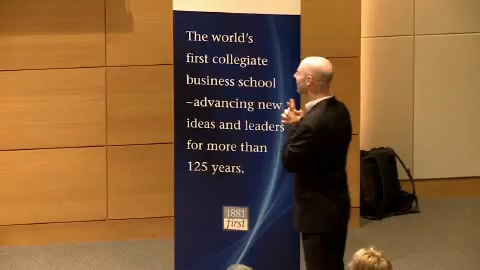 The world's
first collegiate
business school
–advancing new
ideas and leaders
for more than
125 years.
1881
first